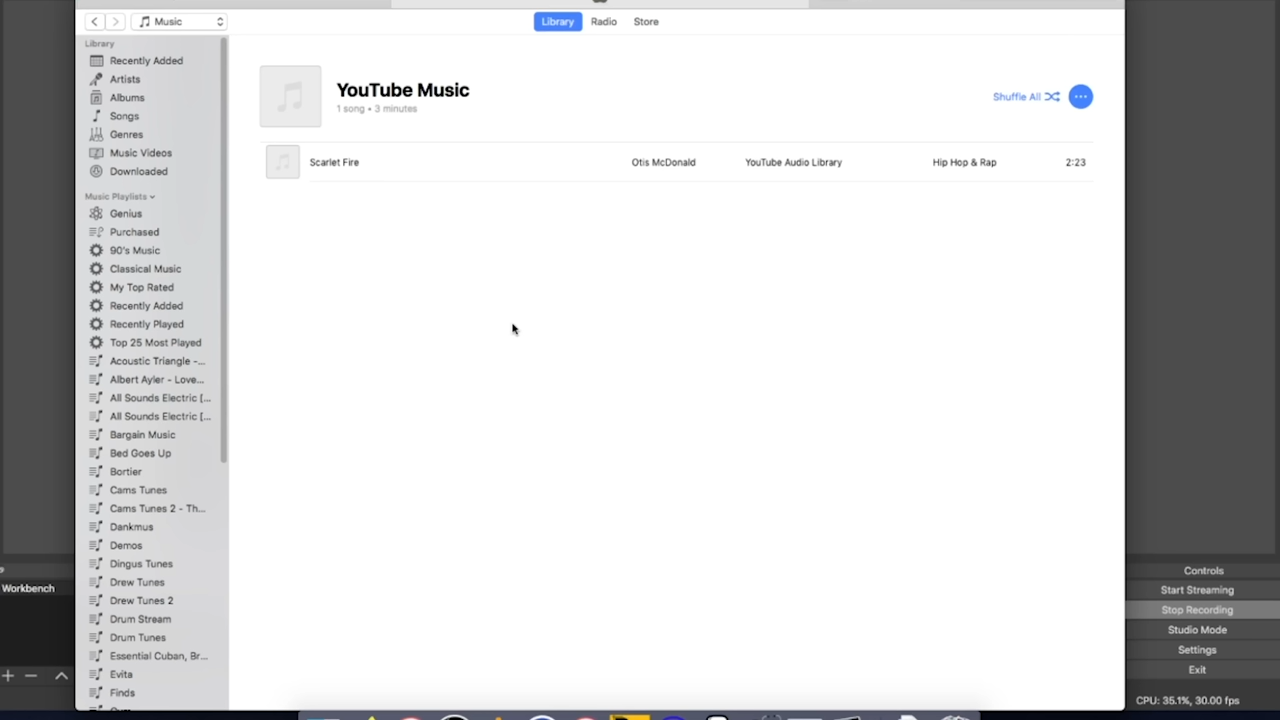 Music
Library
Radio
Store
Library
Recently Added
Artists
Albums
Songs
Genres
Music Videos
Downloaded
Music Playlists
Genius
Purchased
90's Music
Classical Music
My Top Rated
Recently Added
Recently Played
Top 25 Most Played
Acoustic Triangle -...
Albert Ayler - Love...
All Sounds Electric [...
All Sounds Electric [...
Bargain Music
Bed Goes Up
Bortier
Cams Tunes
Cams Tunes 2 - Th...
Dankmus
Demos
Dingus Tunes
Drew Tunes
Drew Tunes 2
Drum Stream
Drum Tunes
Essential Cuban, Br...
Evita
Finds
YouTube Music
1 song • 3 minutes
Shuffle All
Scarlet Fire Otis McDonald YouTube Audio Library Hip Hop & Rap 2:23
Workbench
Controls
Start Streaming
Stop Recording
Studio Mode
Settings
Exit
CPU: 35.1%, 30.00 fps